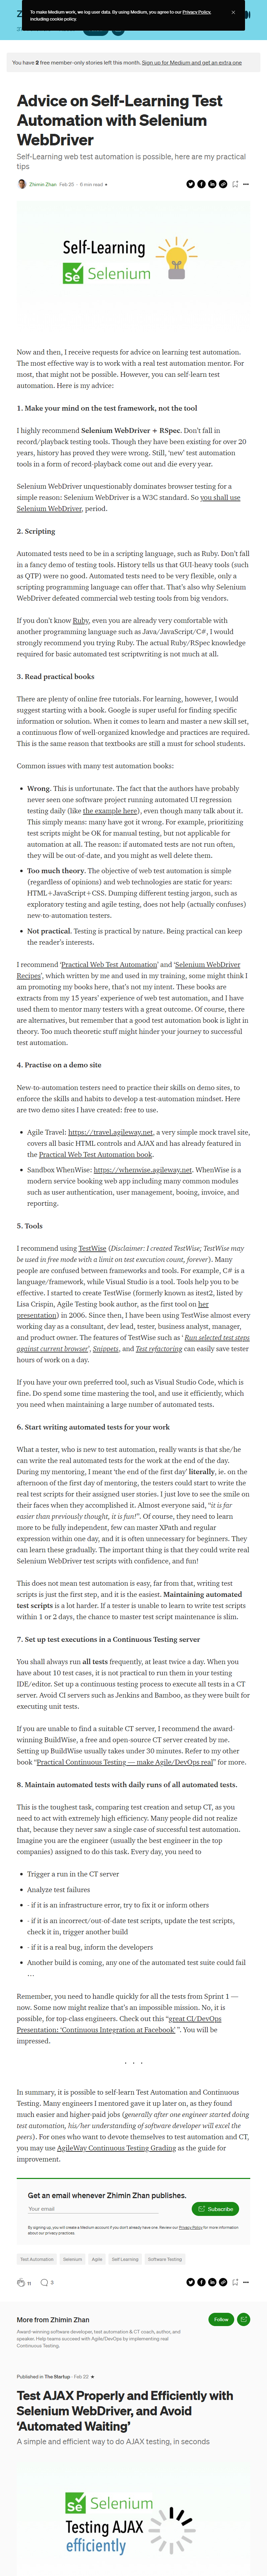 To make Medium work, we log user data. By using Medium, you agree to our Privacy Policy,
including cookie policy.
You have 2 free member-only stories left this month. Sign up for Medium and get an extra one
Advice on Self-Learning Test
Automation with Selenium
WebDriver
Self-Learning web test automation is possible, here are my practical
tips
Zhimin Zhan Feb 25 · 6 min read
Self-Learning
Se Selenium
Now and then, I receive requests for advice on learning test automation.
The most effective way is to work with a real test automation mentor. For
most, that might not be possible. However, you can self-learn test
automation. Here is my advice:
1. Make your mind on the test framework, not the tool
I highly recommend Selenium WebDriver + RSpec. Don't fall in
record/playback testing tools. Though they have been existing for over 20
years, history has proved they were wrong. Still, 'new' test automation
tools in a form of record-playback come out and die every year.
Selenium WebDriver unquestionably dominates browser testing for a
simple reason: Selenium WebDriver is a W3C standard. So you shall use
Selenium WebDriver, period.
2. Scripting
Automated tests need to be in a scripting language, such as Ruby. Don't fall
in a fancy demo of testing tools. History tells us that GUI-heavy tools (such
as QTP) were no good. Automated tests need to be very flexible, only a
scripting programming language can offer that. That's also why Selenium
WebDriver defeated commercial web testing tools from big vendors.
If you don't know Ruby, even you are already very comfortable with
another programming language such as Java/JavaScript/C#, I would
strongly recommend you trying Ruby. The actual Ruby/RSpec knowledge
required for basic automated test scriptwriting is not much at all.
3. Read practical books
There are plenty of online free tutorials. For learning, however, I would
suggest starting with a book. Google is super useful for finding specific
information or solution. When it comes to learn and master a new skill set,
a continuous flow of well-organized knowledge and practices are required.
This is the same reason that textbooks are still a must for school students.
Common issues with many test automation books:
Wrong. This is unfortunate. The fact that the authors have probably
never seen one software project running automated UI regression
testing daily (like the example here), even though many talk about it.
This simply means: many have got it wrong. For example, prioritizing
test scripts might be OK for manual testing, but not applicable for
automation at all. The reason: if automated tests are not run often,
they will be out-of-date, and might as well delete them.
Too much theory. The objective of web test automation is simple
(regardless of opinions) and web technologies are static for years:
HTML+JavaScript+CSS. Dumping different testing jargon, such as
exploratory testing and agile testing, does not help (actually confuses)
new-to-automation testers.
Not practical. Testing is practical by nature. Being practical can keep
the reader's interests.
I recommend 'Practical Web Test Automation' and 'Selenium WebDriver
Recipes', which written by me and used in my training, some might think I
am promoting my books here, that's not my intent. These books are
extracts from my 15 years' experience of web test automation, and I have
used them to mentor many testers with a great outcome. Of course, there
are alternatives, but remember that a good test automation book is light in
theory. Too much theoretic stuff might hinder your journey to successful
test automation.
4. Practise on a demo site
New-to-automation testers need to practice their skills on demo sites, to
enforce the skills and habits to develop a test-automation mindset. Here
are two demo sites I have created: free to use.
Agile Travel: https://travel.agileway.net, a very simple mock travel site,
covers all basic HTML controls and AJAX and has already featured in
the Practical Web Test Automation book.
Sandbox WhenWise: https://whenwise.agileway.net. WhenWise is a
modern service booking web app including many common modules
such as user authentication, user management, booing, invoice, and
reporting.
5. Tools
I recommend using TestWise (Disclaimer: I created TestWise; TestWise may
be used in free mode with a limit on test execution count, forever). Many
people are confused between frameworks and tools. For example, C# is a
language/framework, while Visual Studio is a tool. Tools help you to be
effective. I started to create TestWise (formerly known as itest2, listed by
Lisa Crispin, Agile Testing book author, as the first tool on her
presentation) in 2006. Since then, I have been using TestWise almost every
working day as a consultant, dev lead, tester, business analyst, manager,
and product owner. The features of TestWise such as ' Run selected test steps
against current browser', Snippets, and Test refactoring can easily save tester
hours of work on a day.
If you have your own preferred tool, such as Visual Studio Code, which is
fine. Do spend some time mastering the tool, and use it efficiently, which
you need when maintaining a large number of automated tests.
6. Start writing automated tests for your work
What a tester, who is new to test automation, really wants is that she/he
can write the real automated tests for the work at the end of the day.
During my mentoring, I meant 'the end of the first day' literally, ie. on the
afternoon of the first day of mentoring, the testers could start to write the
real test scripts for their assigned user stories. I just love to see the smile on
their faces when they accomplished it. Almost everyone said, "it is far
easier than previously thought, it is fun!". Of course, they need to learn
more to be fully independent, few can master XPath and regular
expression within one day, and it is often unnecessary for beginners. They
can learn these gradually. The important thing is that they could write real
Selenium WebDriver test scripts with confidence, and fun!
This does not mean test automation is easy, far from that, writing test
scripts is just the first step, and it is the easiest. Maintaining automated
test scripts is a lot harder. If a tester is unable to learn to write test scripts
within 1 or 2 days, the chance to master test script maintenance is slim.
7. Set up test executions in a Continuous Testing server
You shall always run all tests frequently, at least twice a day. When you
have about 10 test cases, it is not practical to run them in your testing
IDE/editor. Set up a continuous testing process to execute all tests in a CT
server. Avoid CI servers such as Jenkins and Bamboo, as they were built for
executing unit tests.
If you are unable to find a suitable CT server, I recommend the award-
winning BuildWise, a free and open-source CT server created by me.
Setting up BuildWise usually takes under 30 minutes. Refer to my other
book "Practical Continuous Testing — make Agile/DevOps real" for more.
8. Maintain automated tests with daily runs of all automated tests.
This is the toughest task, comparing test creation and setup CT, as you
need to act with extremely high efficiency. Many people did not realize
that, because they never saw a single case of successful test automation.
Imagine you are the engineer (usually the best engineer in the top
companies) assigned to do this task. Every day, you need to
Trigger a run in the CT server
Analyze test failures
- if it is an infrastructure error, try to fix it or inform others
- if it is an incorrect/out-of-date test scripts, update the test scripts,
check it in, trigger another build
- if it is a real bug, inform the developers
Another build is coming, any one of the automated test suite could fail
…
Remember, you need to handle quickly for all the tests from Sprint 1 —
now. Some now might realize that's an impossible mission. No, it is
possible, for top-class engineers. Check out this "great CI/DevOps
Presentation: 'Continuous Integration at Facebook' ". You will be
impressed.
· · ·
In summary, it is possible to self-learn Test Automation and Continuous
Testing. Many engineers I mentored gave it up later on, as they found
much easier and higher-paid jobs (generally after one engineer started doing
test automation, his/her understanding of software developer will excel the
peers). For ones who want to devote themselves to test automation and CT,
you may use AgileWay Continuous Testing Grading as the guide for
improvement.
Get an email whenever Zhimin Zhan publishes.
Your email
Subscribe
By signing up, you will create a Medium account if you don't already have one. Review our Privacy Policy for more information
about our privacy practices.
Test Automation Selenium Agile Self Learning Software Testing
11 3
More from Zhimin Zhan
Follow
Award-winning software developer, test automation & CT coach, author, and
speaker. Help teams succeed with Agile/DevOps by implementing real
Continuous Testing.
Published in The Startup · Feb 22
Test AJAX Properly and Efficiently with
Selenium WebDriver, and Avoid
'Automated Waiting'
A simple and efficient way to do AJAX testing, in seconds
Se Selenium
Testing AJAX
efficiently